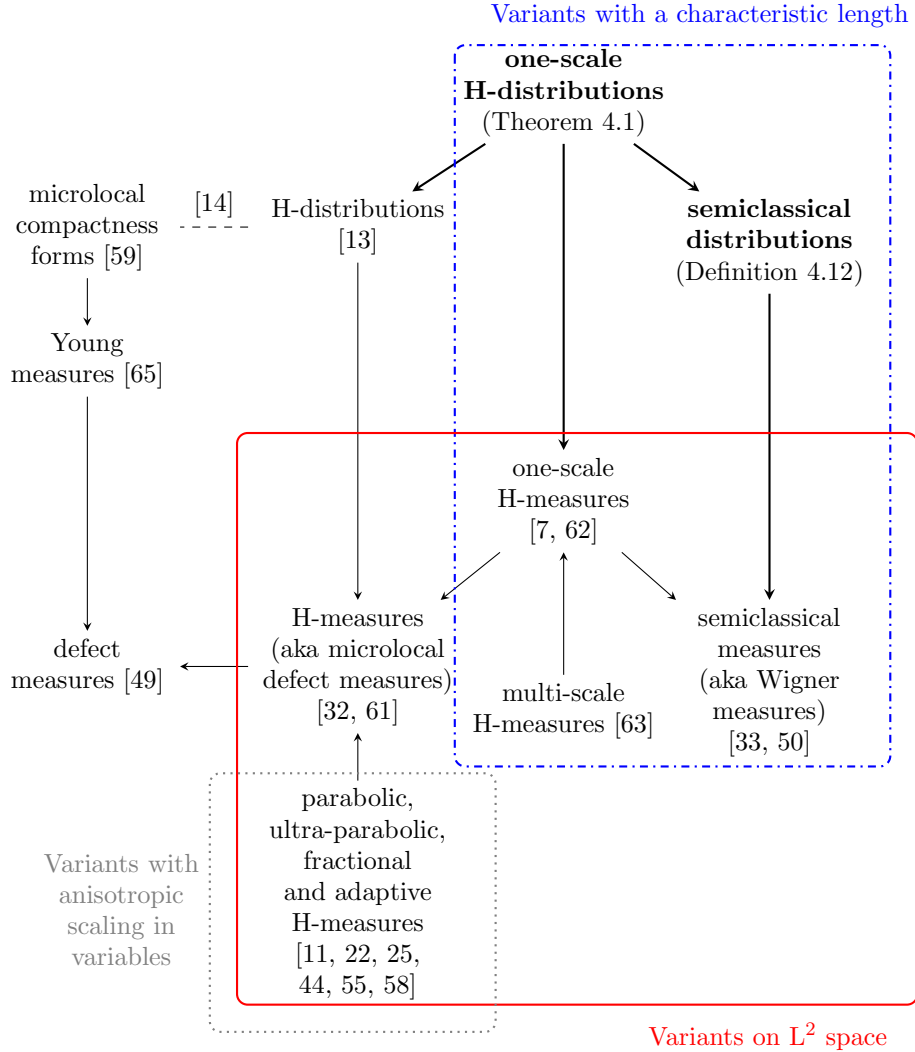 Variants with a characteristic length
one-scale
H-distributions
(Theorem 4.1)
microlocal
compactness
forms [59]
[14]
H-distributions
[13]
semiclassical
distributions
(Definition 4.12)
Young
measures [65]
one-scale
H-measures
[7, 62]
defect
measures [49]
H-measures
(aka microlocal
defect measures)
[32, 61]
multi-scale
H-measures [63]
semiclassical
measures
(aka Wigner
measures)
[33, 50]
Variants with
anisotropic
scaling in
variables
parabolic,
ultra-parabolic,
fractional
and adaptive
H-measures
[11, 22, 25,
44, 55, 58]
Variants on L² space